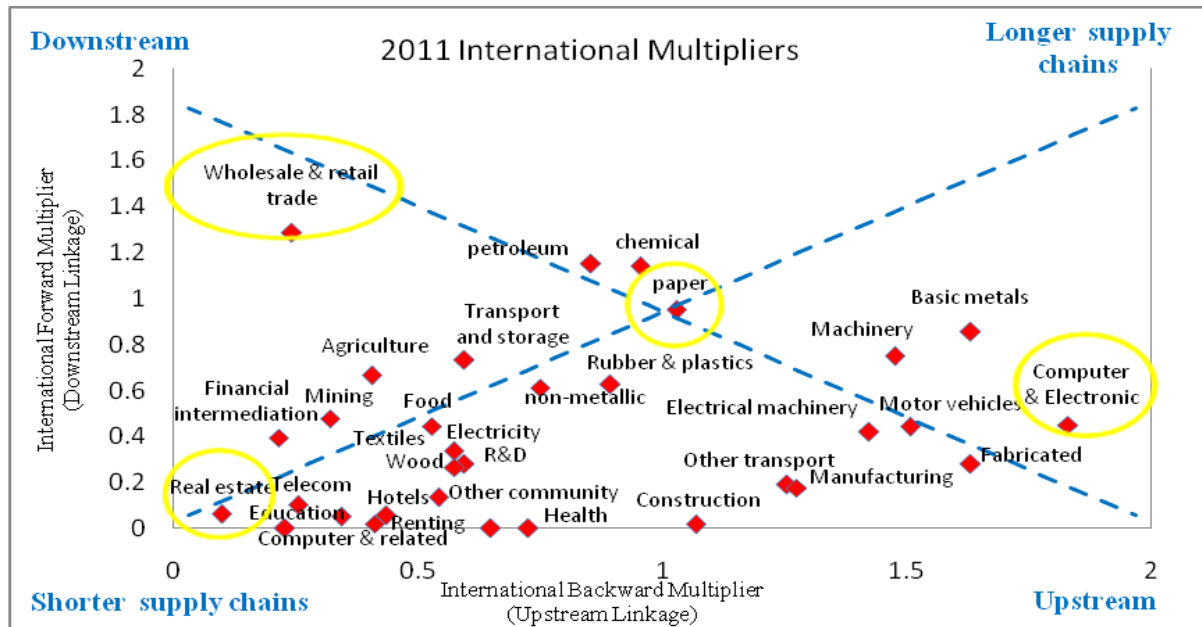 Downstream
2011 International Multipliers
Longer supply
chains
International Forward Multiplier
(Downstream Linkage)
2
1.8
1.6
1.4
1.2
1
0.8
0.6
0.4
0.2
0
Wholesale & retail
trade
petroleum
chemical
paper
Basic metals
Transport
and storage
Machinery
Agriculture
Rubber & plastics
Computer
& Electronic
Financial
intermediation
Mining
Food
non-metallic
Electrical machinery
Motor vehicles
Textiles
Electricity
Wood
R&D
Other transport
Fabricated
Manufacturing
Real estate
Telecom
Hotels
Other community
Construction
Education
Renting
Health
Computer & related
0
0.5
1
1.5
2
International Backward Multiplier
(Upstream Linkage)
Shorter supply chains
Upstream